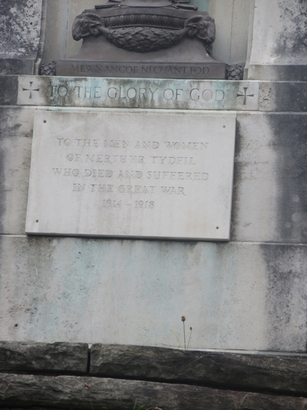 TO THE GLORY OF GOD
TO THE MEN AND WOMEN
OF MERTHYR TYDFIL
WHO DIED AND SUFFERED
IN THE GREAT WAR
1914 – 1918